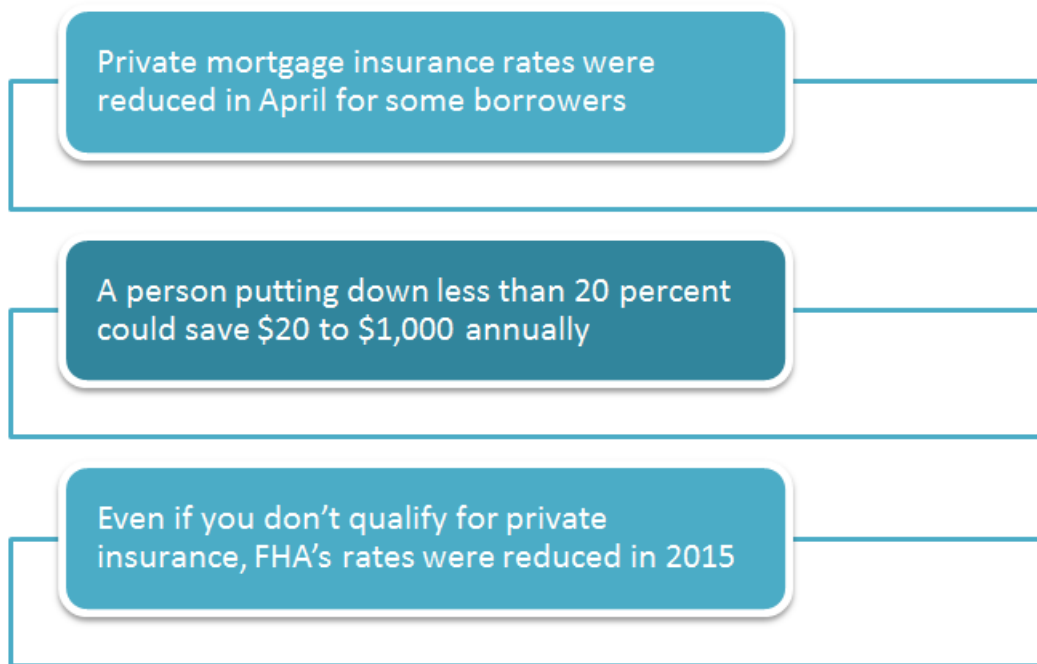 Private mortgage insurance rates were
reduced in April for some borrowers
A person putting down less than 20 percent
could save $20 to $1,000 annually
Even if you don’t qualify for private
insurance, FHA’s rates were reduced in 2015